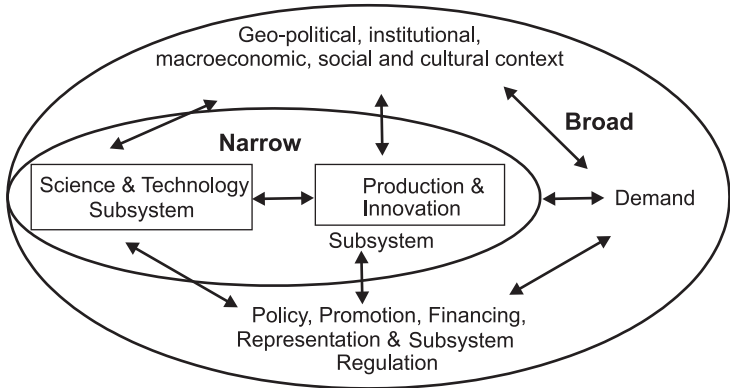 Geo-political, institutional,
macroeconomic, social and cultural context
Broad
Narrow
Science & Technology
Subsystem
Production &
Innovation
Subsystem
Demand
Policy, Promotion, Financing,
Representation & Subsystem
Regulation